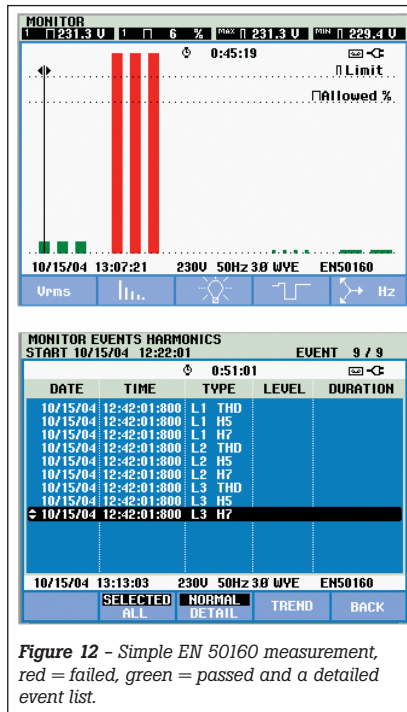 MONITOR
1 ⊓231.3 V 1 ⊓ 6 % MAX ▯ 231.3 V MIN ▯ 229.4 V
0:45:19
▯Limit
⊓Allowed %
10/15/04 13:07:21 230V 50Hz 3.0 WYE EN50160
Vrms Hz
MONITOR EVENTS HARMONICS
START 10/15/04 12:22:01 EVENT 9 / 9
0:51:01
DATE TIME TYPE LEVEL DURATION
10/15/04 12:42:01:800 L1 THD
10/15/04 12:42:01:800 L1 H5
10/15/04 12:42:01:800 L1 H7
10/15/04 12:42:01:800 L2 THD
10/15/04 12:42:01:800 L2 H5
10/15/04 12:42:01:800 L2 H7
10/15/04 12:42:01:800 L3 THD
10/15/04 12:42:01:800 L3 H5
10/15/04 12:42:01:800 L3 H7
10/15/04 13:13:03 230V 50Hz 3Ø WYE EN50160
SELECTED NORMAL TREND BACK
ALL DETAIL
Figure 12 – Simple EN 50160 measurement,
red = failed, green = passed and a detailed
event list.